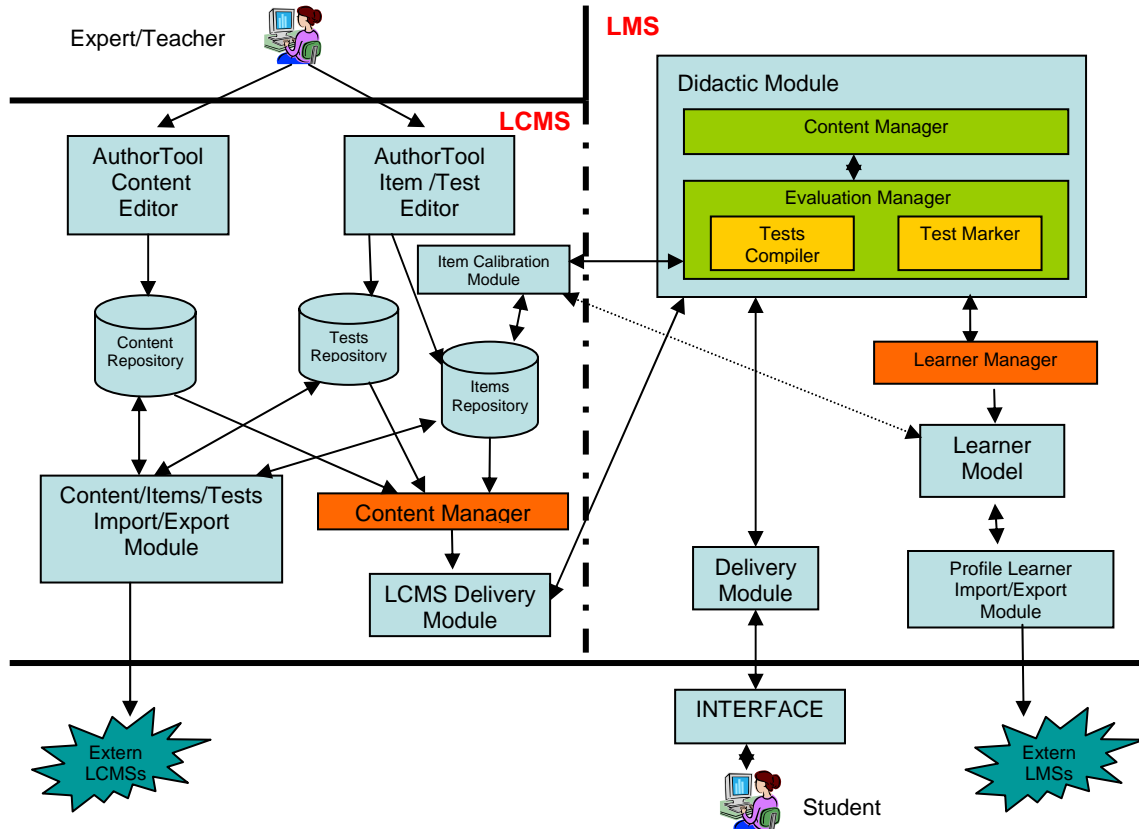 Expert/Teacher
LMS
LCMS
AuthorTool
Content
Editor
AuthorTool
Item /Test
Editor
Item Calibration
Module
Content
Repository
Tests
Repository
Items
Repository
Content/Items/Tests
Import/Export
Module
Content Manager
LCMS Delivery
Module
Extern
LCMSs
Didactic Module
Content Manager
Evaluation Manager
Tests
Compiler
Test Marker
Learner Manager
Learner
Model
Delivery
Module
Profile Learner
Import/Export
Module
INTERFACE
Student
Extern
LMSs